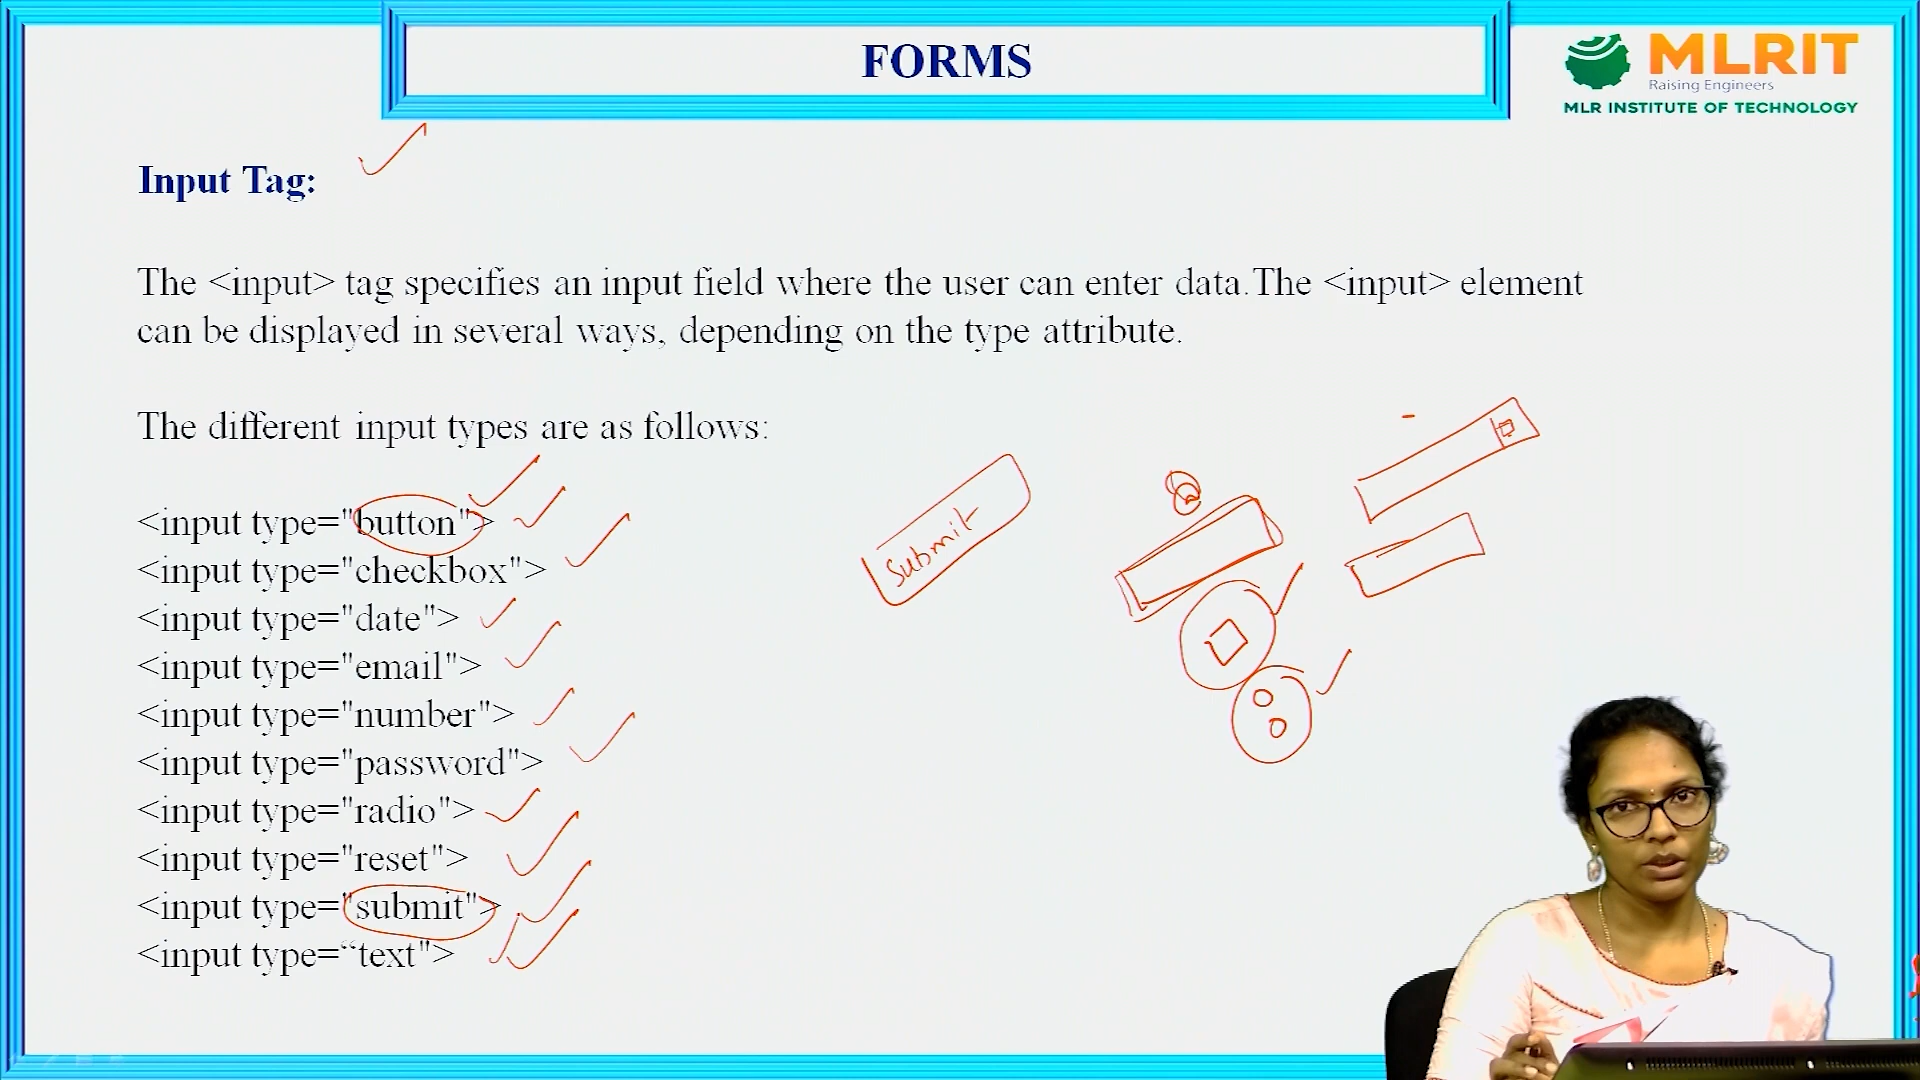 FORMS
MLRIT
Raising Engineers
MLR INSTITUTE OF TECHNOLOGY
Input Tag:
The <input> tag specifies an input field where the user can enter data.The <input> element
can be displayed in several ways, depending on the type attribute.
The different input types are as follows:
<input type="button">
<input type="checkbox">
<input type="date">
<input type="email">
<input type="number">
<input type="password">
<input type="radio">
<input type="reset">
<input type="submit">
<input type=“text">
Submit